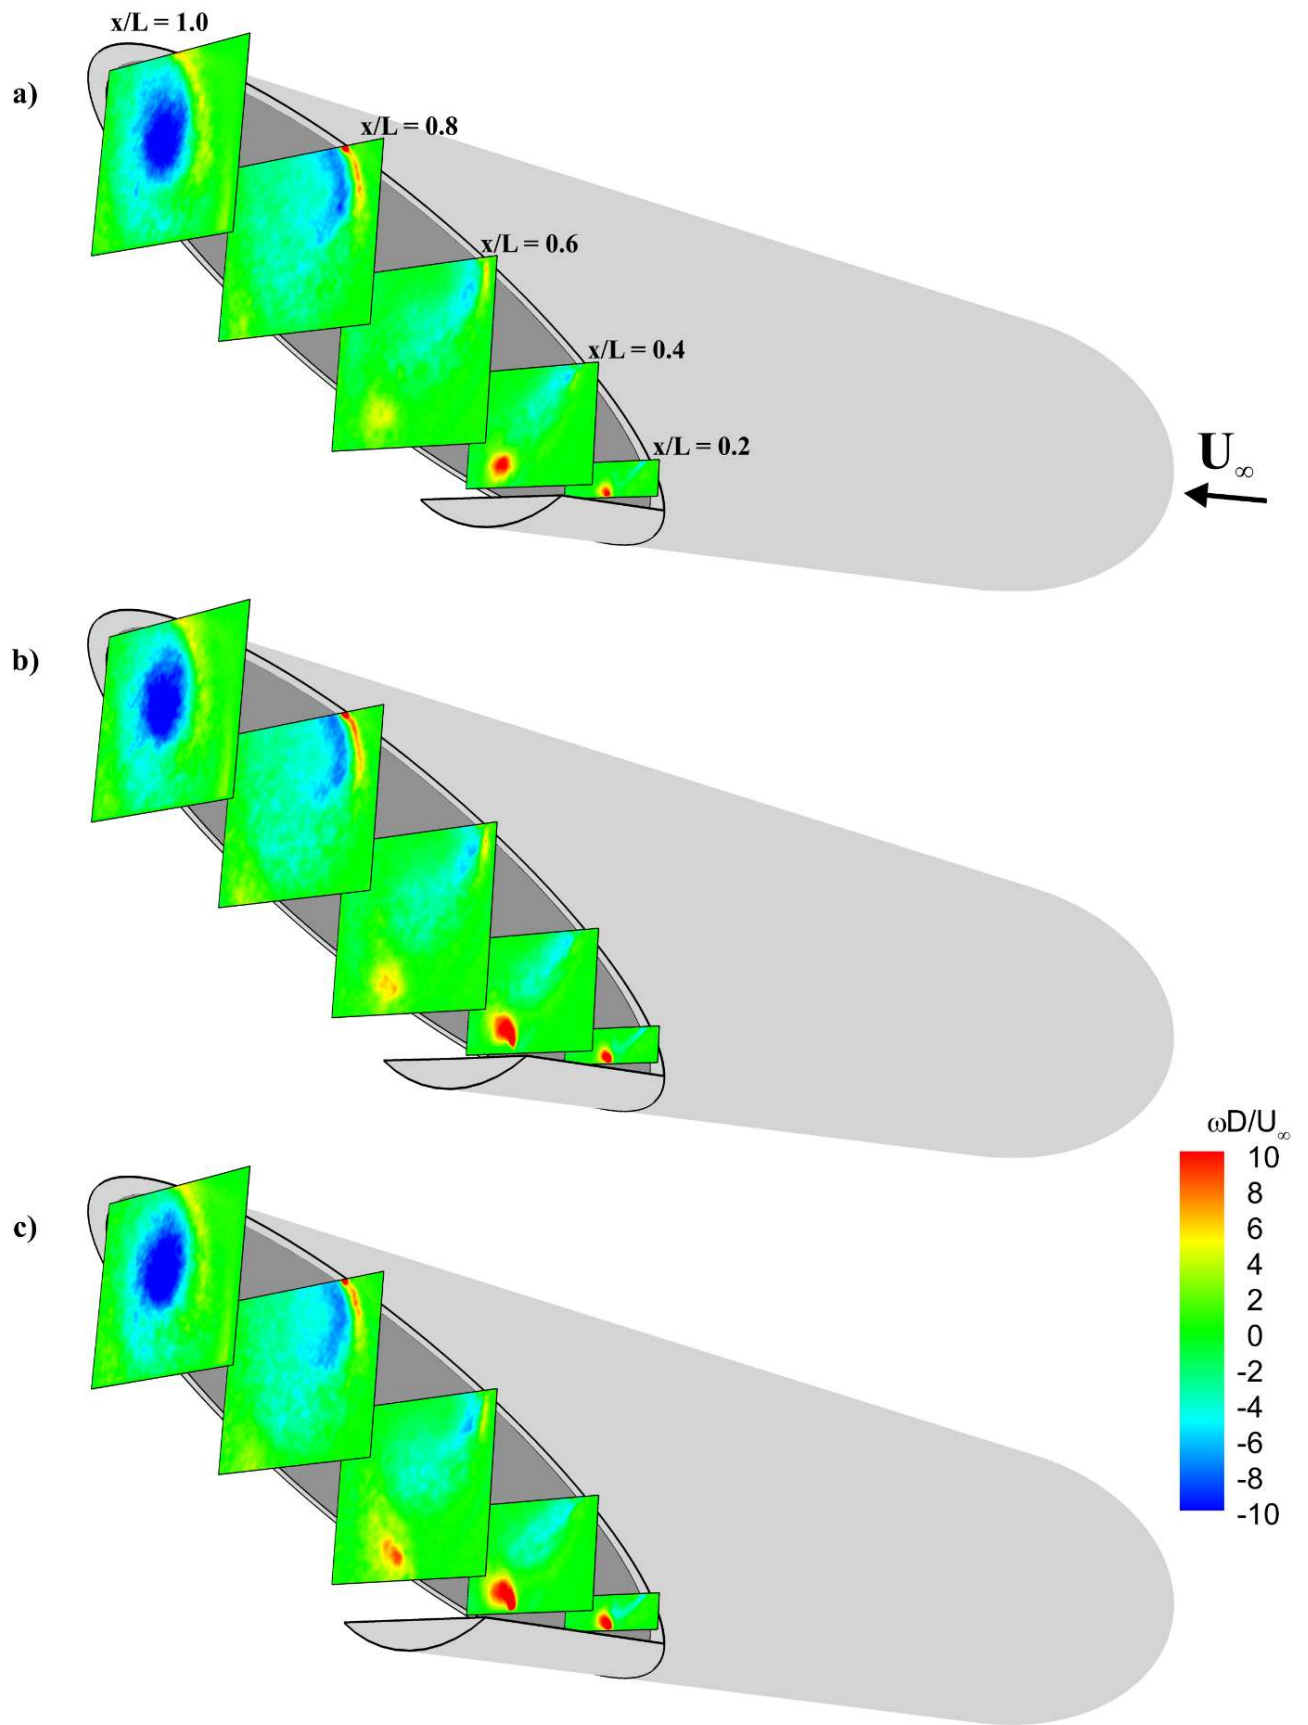 x/L = 1.0
a)
x/L = 0.8
x/L = 0.6
x/L = 0.4
x/L = 0.2
U∞
b)
ωD/U∞
10
8
6
4
2
0
-2
-4
-6
-8
-10
c)